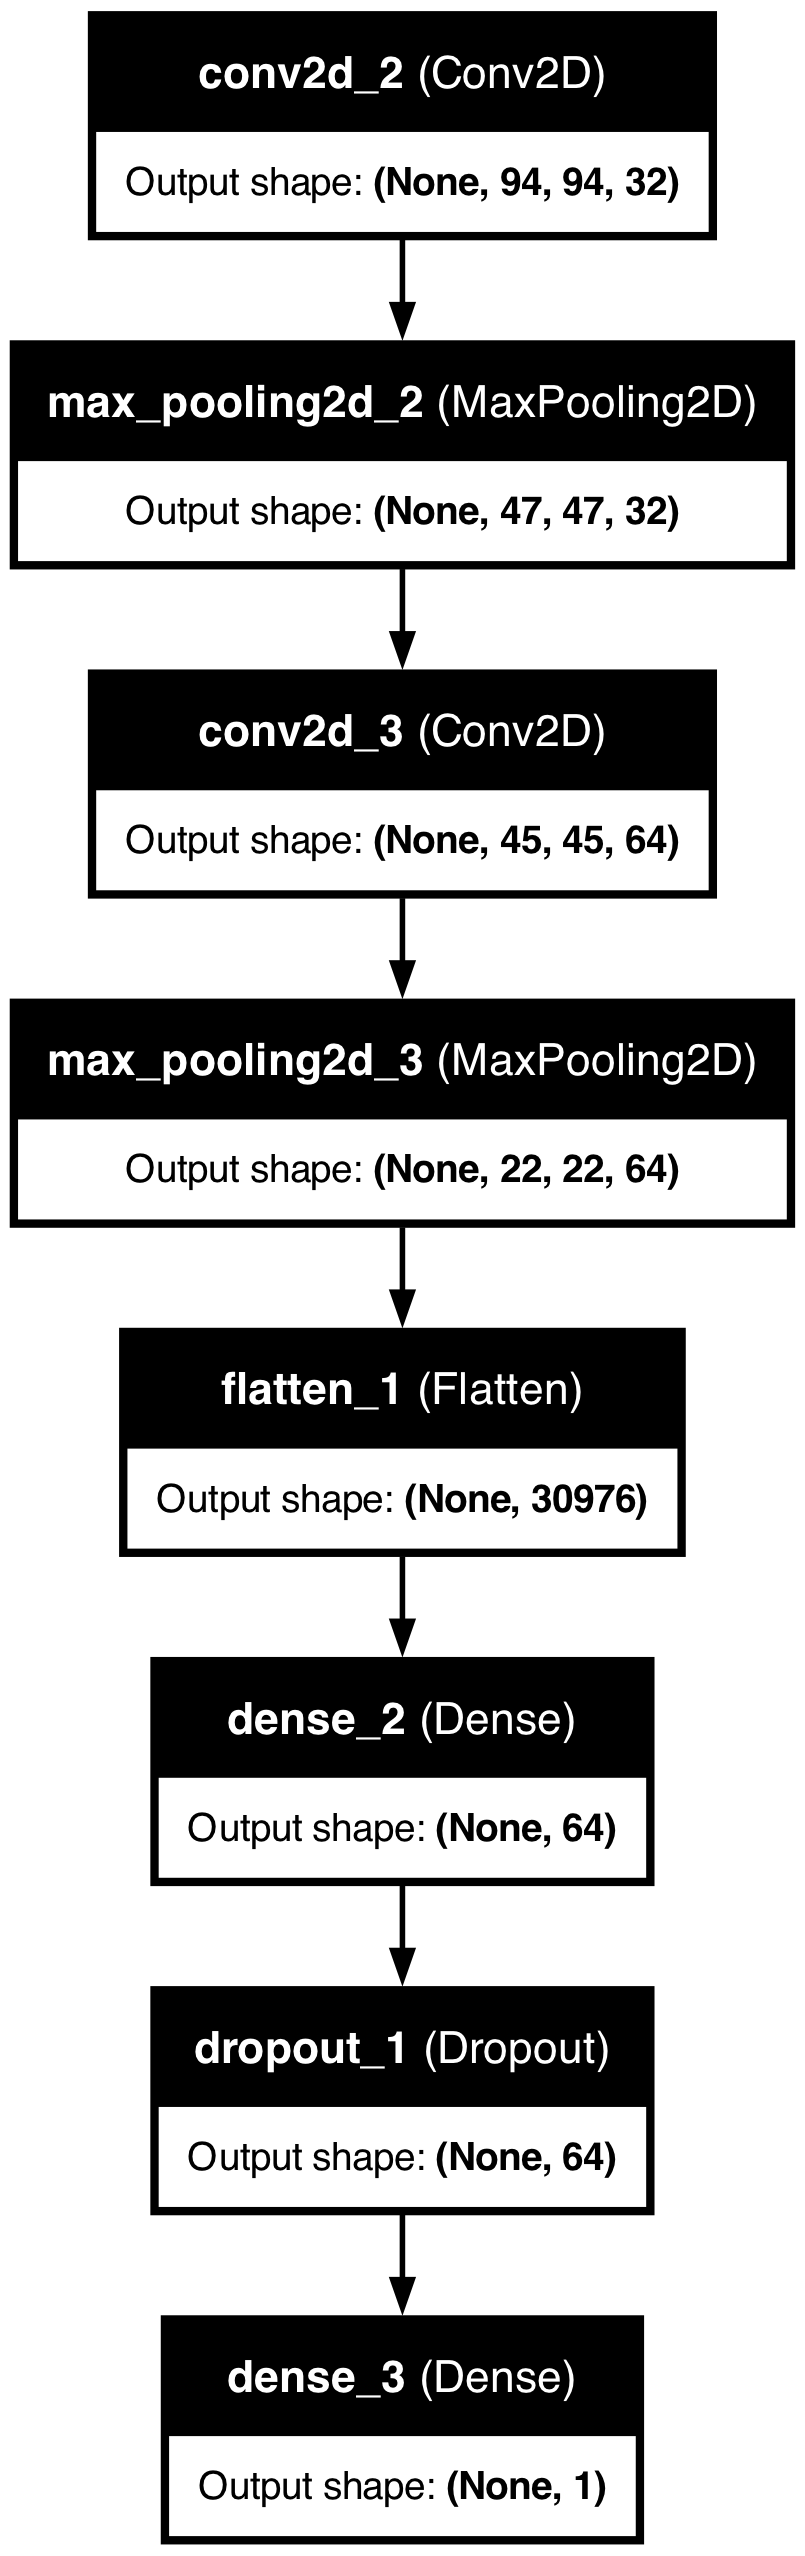 conv2d_2 (Conv2D)
Output shape: (None, 94, 94, 32)
max_pooling2d_2 (MaxPooling2D)
Output shape: (None, 47, 47, 32)
conv2d_3 (Conv2D)
Output shape: (None, 45, 45, 64)
max_pooling2d_3 (MaxPooling2D)
Output shape: (None, 22, 22, 64)
flatten_1 (Flatten)
Output shape: (None, 30976)
dense_2 (Dense)
Output shape: (None, 64)
dropout_1 (Dropout)
Output shape: (None, 64)
dense_3 (Dense)
Output shape: (None, 1)